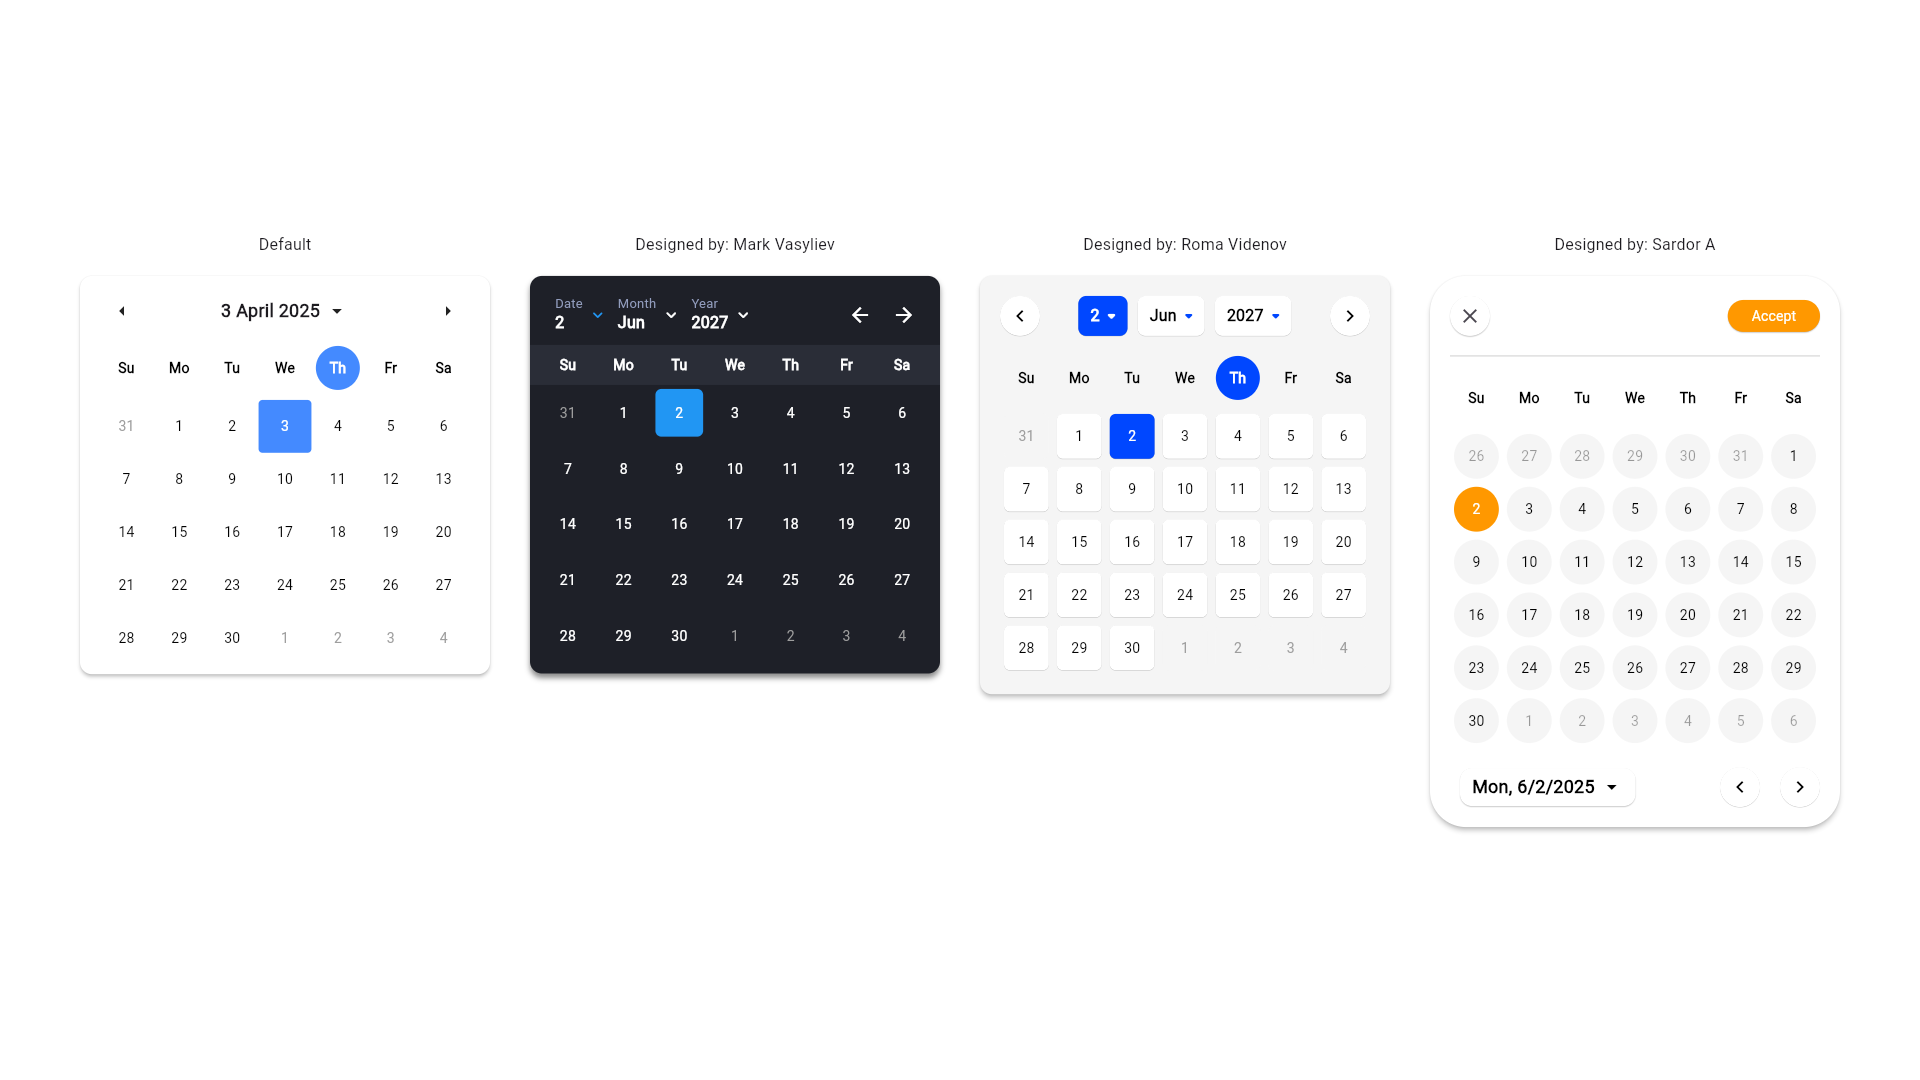 Default
3 April 2025
Su Mo Tu We Th Fr Sa
31 1 2 3 4 5 6
7 8 9 10 11 12 13
14 15 16 17 18 19 20
21 22 23 24 25 26 27
28 29 30 1 2 3 4
Designed by: Mark Vasyliev
Date Month Year
2 Jun 2027
Su Mo Tu We Th Fr Sa
31 1 2 3 4 5 6
7 8 9 10 11 12 13
14 15 16 17 18 19 20
21 22 23 24 25 26 27
28 29 30 1 2 3 4
Designed by: Roma Videnov
2 Jun 2027
Su Mo Tu We Th Fr Sa
31 1 2 3 4 5 6
7 8 9 10 11 12 13
14 15 16 17 18 19 20
21 22 23 24 25 26 27
28 29 30 1 2 3 4
Designed by: Sardor A
Accept
Su Mo Tu We Th Fr Sa
26 27 28 29 30 31 1
2 3 4 5 6 7 8
9 10 11 12 13 14 15
16 17 18 19 20 21 22
23 24 25 26 27 28 29
30 1 2 3 4 5 6
Mon, 6/2/2025